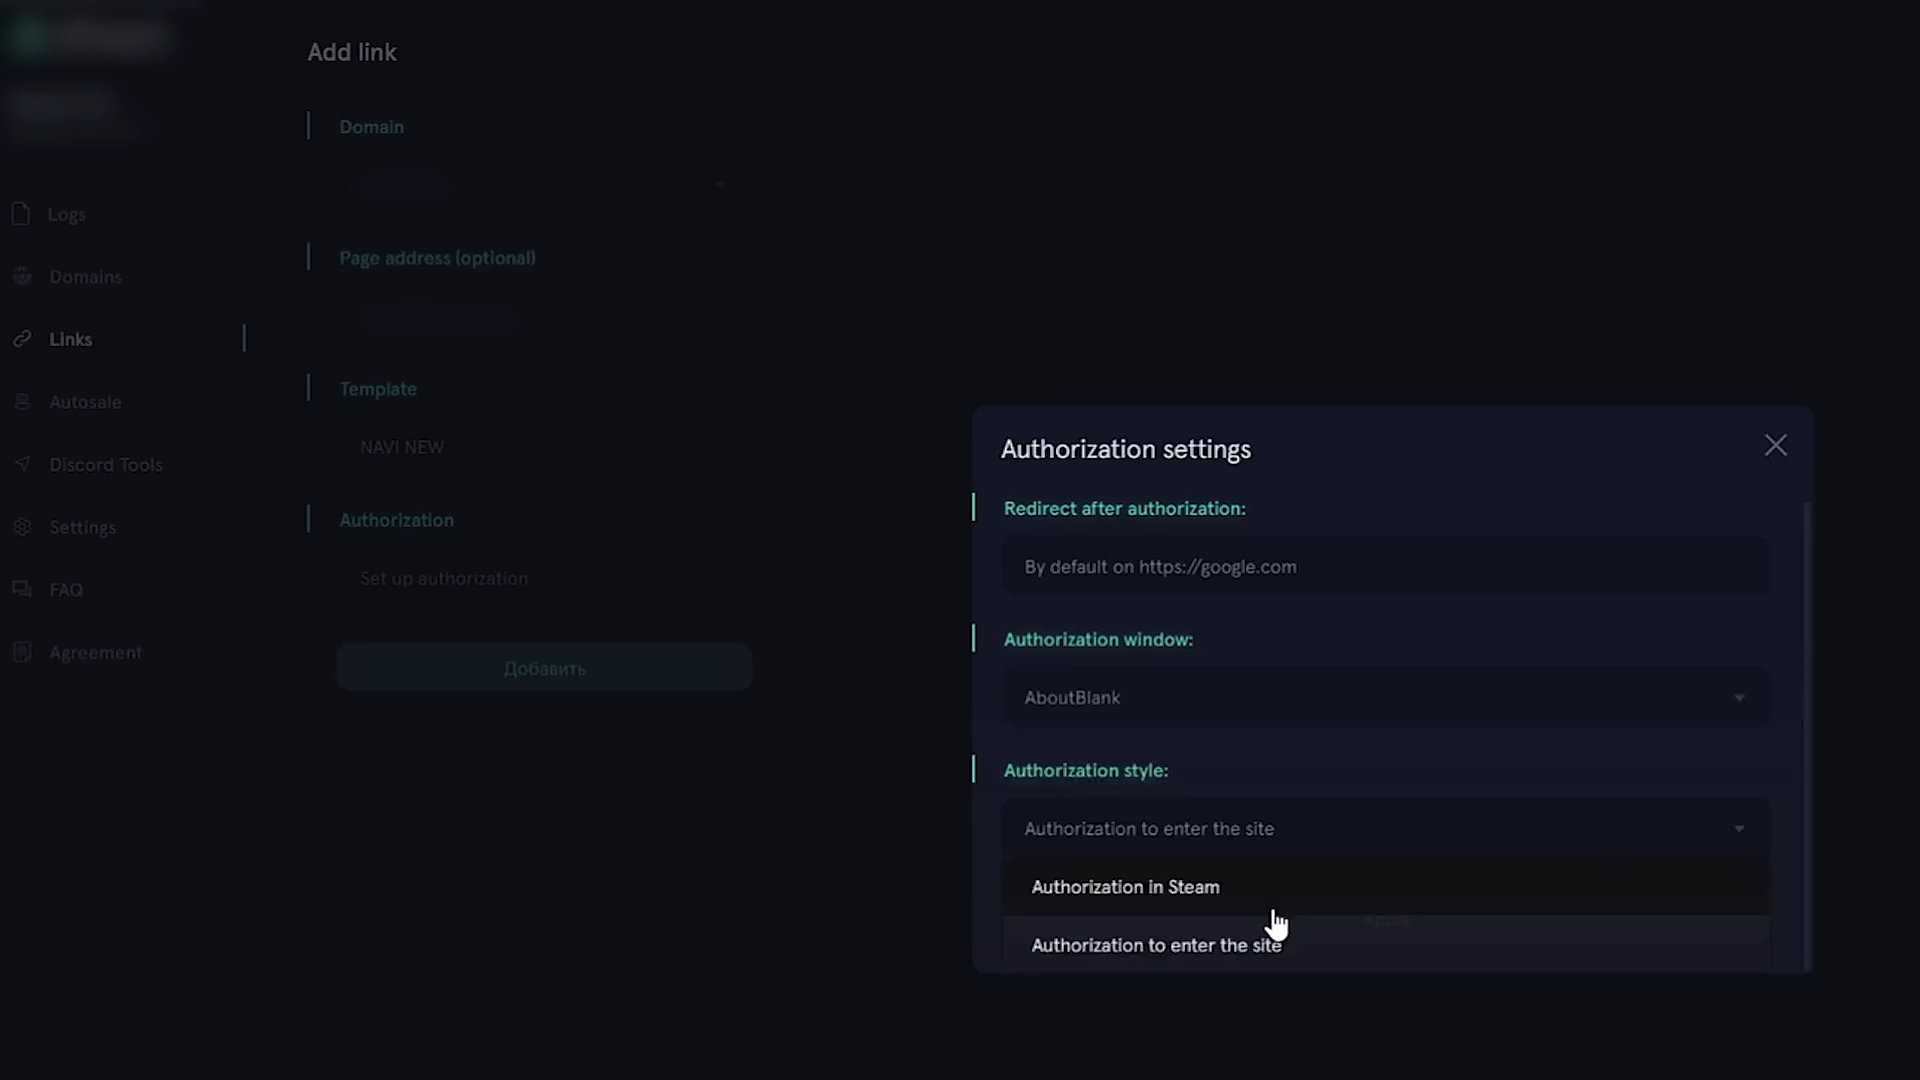 Add link
Domain
Logs
Page address (optional)
Domains
Links
Template
Autosale
NAVI NEW
Authorization settings
Discord Tools
Redirect after authorization:
Authorization
Settings
By default on https://google.com
Set up authorization
FAQ
Authorization window:
Agreement
Добавить
AboutBlank
Authorization style:
Authorization to enter the site
Authorization in Steam
Authorization to enter the site